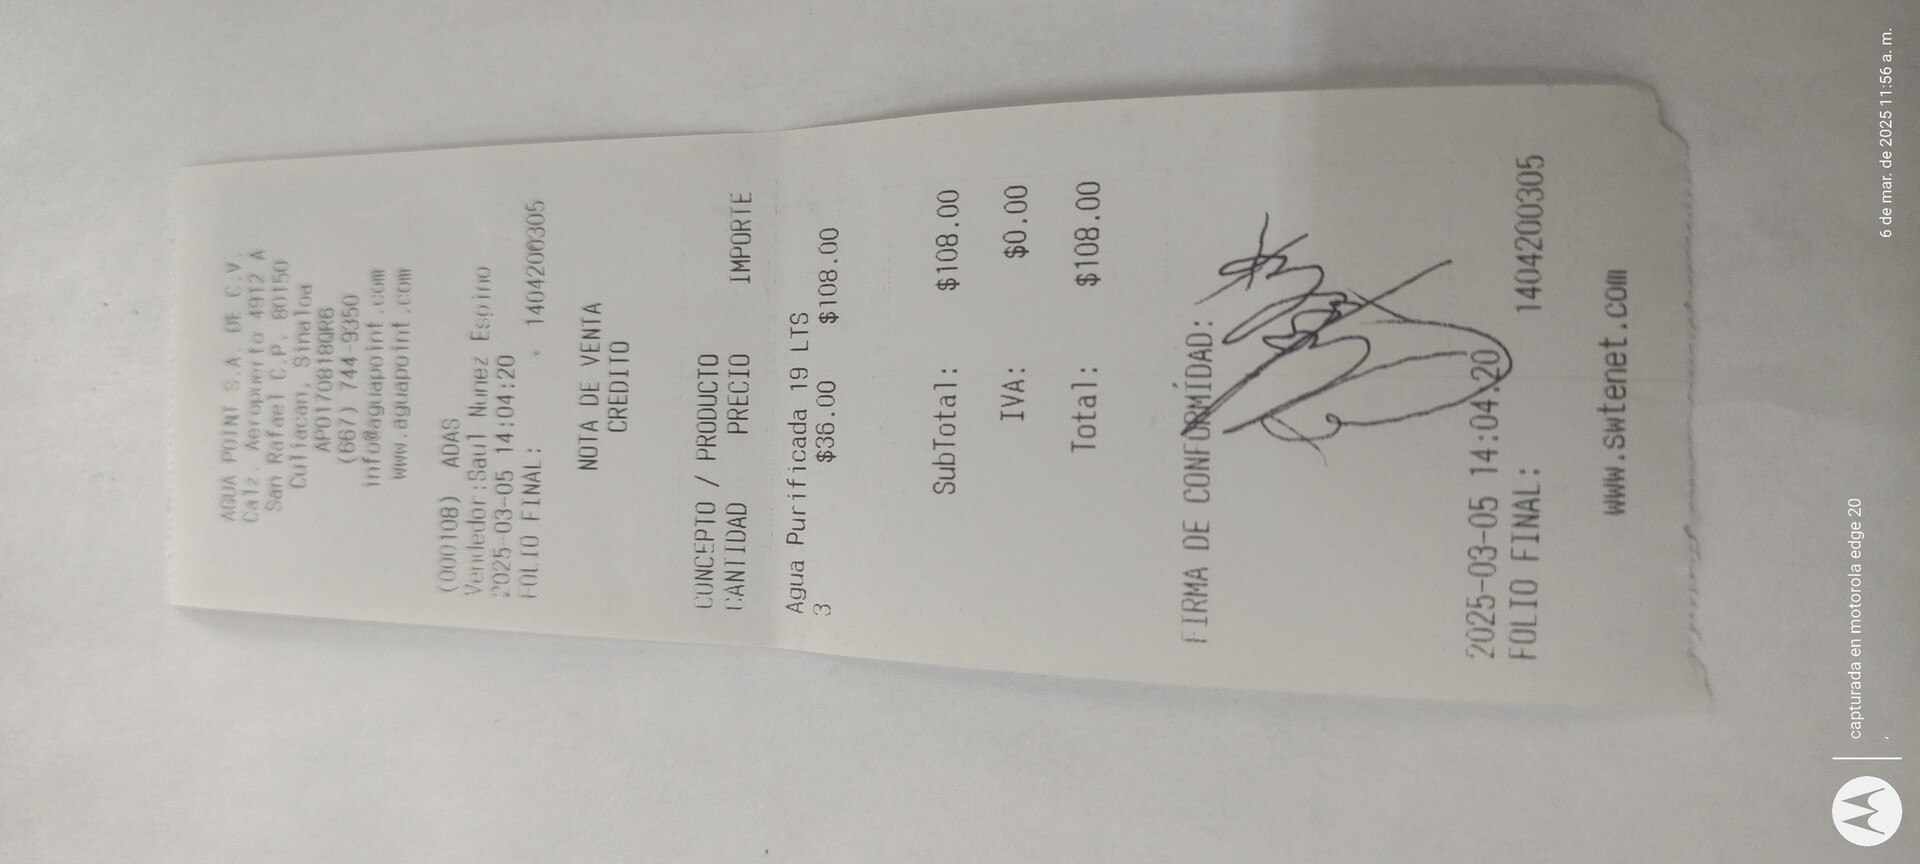 AGUA POINT S.A. DE C.V.
Calz. Aeropuerto 4912 A
San Rafael C.P. 80150
Culiacan, Sinaloa
APO170818QR6
(667) 744-9350
info@aguapoint.com
www.aguapoint.com
(000108) ADAS
Vendedor:Saul Nunez Espino
2025-03-05 14:04:20
FOLIO FINAL: 1404200305
NOTA DE VENTA
CREDITO
CONCEPTO / PRODUCTO
CANTIDAD PRECIO IMPORTE
Agua Purificada 19 LTS
3 $36.00 $108.00
SubTotal: $108.00
IVA: $0.00
Total: $108.00
FIRMA DE CONFORMIDAD:
2025-03-05 14:04:20
FOLIO FINAL: 1404200305
www.swtenet.com
capturada en motorola edge 20
,
6 de mar. de 2025 11:56 a. m.